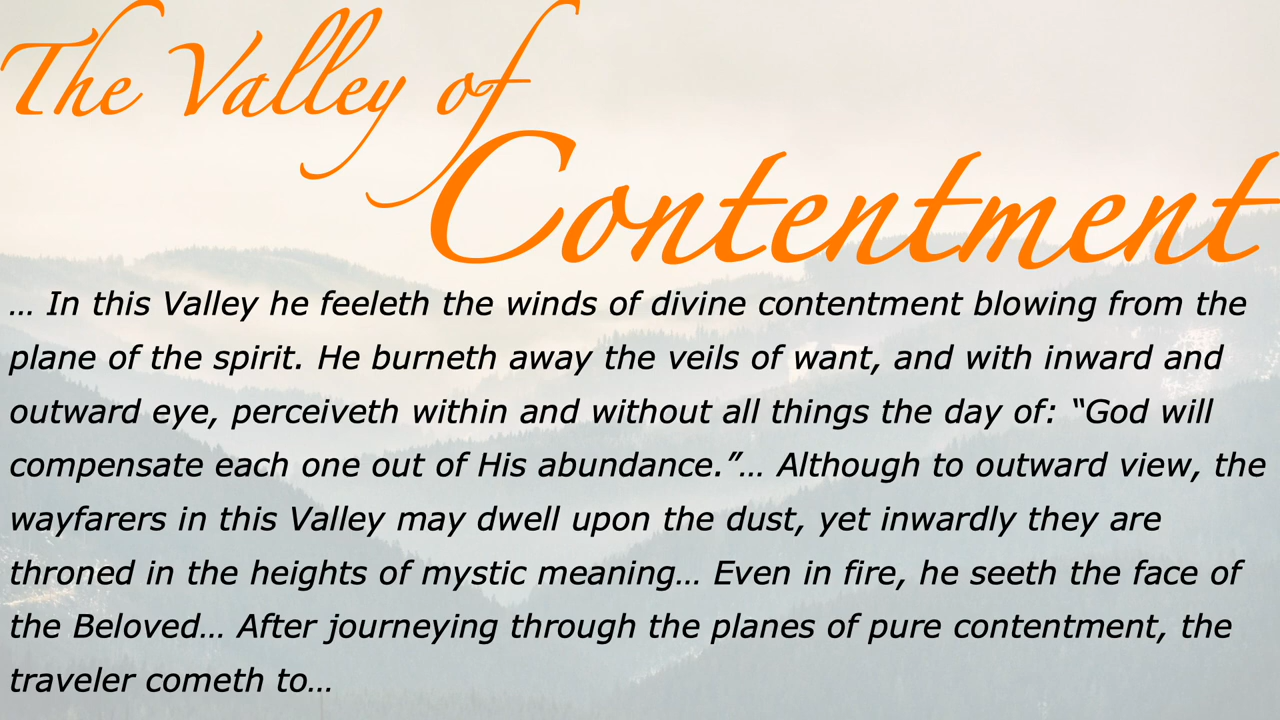 The Valley of
Contentment
… In this Valley he feeleth the winds of divine contentment blowing from the
plane of the spirit. He burneth away the veils of want, and with inward and
outward eye, perceiveth within and without all things the day of: “God will
compensate each one out of His abundance.”… Although to outward view, the
wayfarers in this Valley may dwell upon the dust, yet inwardly they are
throned in the heights of mystic meaning… Even in fire, he seeth the face of
the Beloved… After journeying through the planes of pure contentment, the
traveler cometh to…